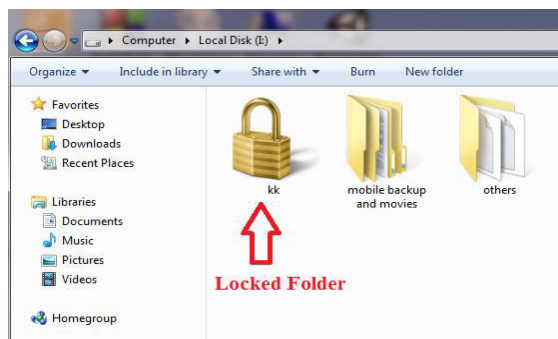 Computer Local Disk (I:)
Organize Include in library Share with Burn New folder
Favorites
Desktop
Downloads
Recent Places
Libraries
Documents
Music
Pictures
Videos
Homegroup
kk
mobile backup
and movies
others
Locked Folder